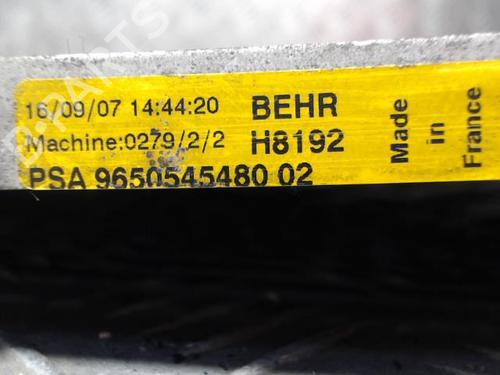 16/09/07 14:44:20 BEHR
Machine:0279/2/2 H8192
PSA 9650545480 02
Made in France